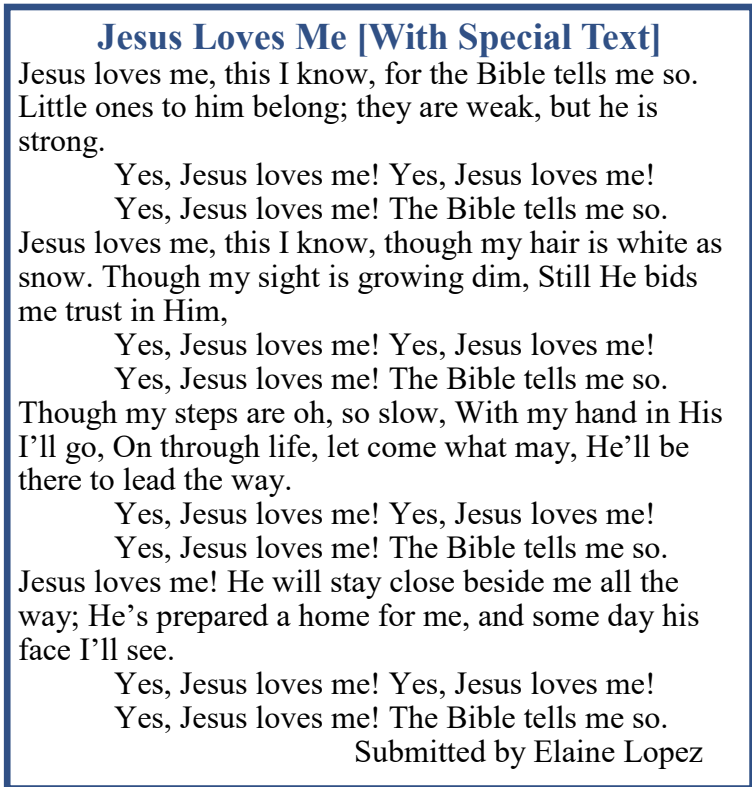 Jesus Loves Me [With Special Text]
Jesus loves me, this I know, for the Bible tells me so.
Little ones to him belong; they are weak, but he is
strong.
Yes, Jesus loves me! Yes, Jesus loves me!
Yes, Jesus loves me! The Bible tells me so.
Jesus loves me, this I know, though my hair is white as
snow. Though my sight is growing dim, Still He bids
me trust in Him,
Yes, Jesus loves me! Yes, Jesus loves me!
Yes, Jesus loves me! The Bible tells me so.
Though my steps are oh, so slow, With my hand in His
I’ll go, On through life, let come what may, He’ll be
there to lead the way.
Yes, Jesus loves me! Yes, Jesus loves me!
Yes, Jesus loves me! The Bible tells me so.
Jesus loves me! He will stay close beside me all the
way; He’s prepared a home for me, and some day his
face I’ll see.
Yes, Jesus loves me! Yes, Jesus loves me!
Yes, Jesus loves me! The Bible tells me so.
Submitted by Elaine Lopez